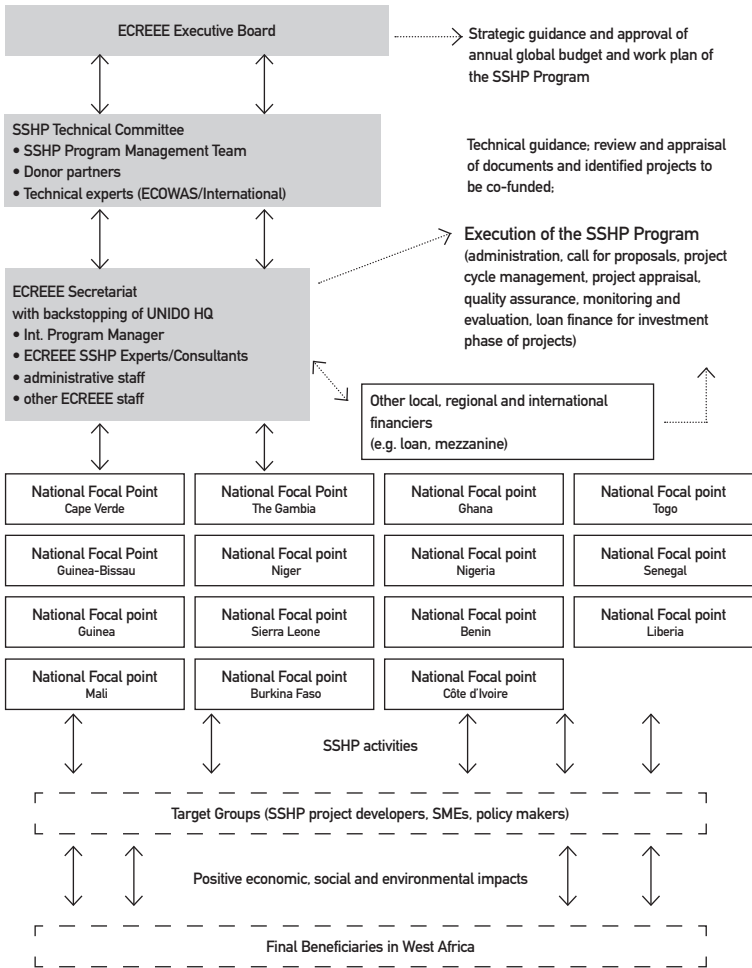 ECREEE Executive Board
Strategic guidance and approval of
annual global budget and work plan of
the SSHP Program
SSHP Technical Committee
• SSHP Program Management Team
• Donor partners
• Technical experts (ECOWAS/International)
Technical guidance; review and appraisal
of documents and identified projects to
be co-funded;
Execution of the SSHP Program
(administration, call for proposals, project
cycle management, project appraisal,
quality assurance, monitoring and
evaluation, loan finance for investment
phase of projects)
ECREEE Secretariat
with backstopping of UNIDO HQ
• Int. Program Manager
• ECREEE SSHP Experts/Consultants
• administrative staff
• other ECREEE staff
Other local, regional and international
financiers
(e.g. loan, mezzanine)
National Focal Point
Cape Verde
National Focal Point
The Gambia
National Focal point
Ghana
National Focal point
Togo
National Focal Point
Guinea-Bissau
National Focal point
Niger
National Focal point
Nigeria
National Focal point
Senegal
National Focal point
Guinea
National Focal point
Sierra Leone
National Focal point
Benin
National Focal point
Liberia
National Focal point
Mali
National Focal point
Burkina Faso
National Focal point
Côte d'Ivoire
SSHP activities
Target Groups (SSHP project developers, SMEs, policy makers)
Positive economic, social and environmental impacts
Final Beneficiaries in West Africa